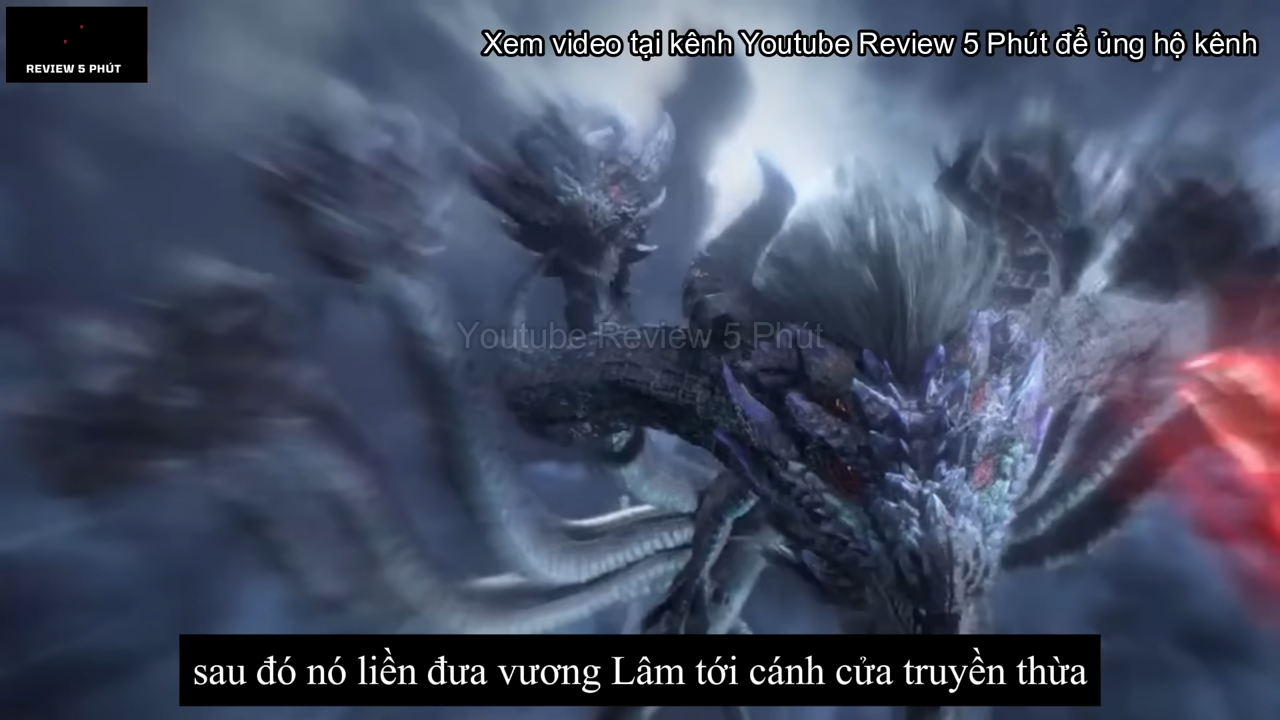 Xem video tại kênh Youtube Review 5 Phút để ủng hộ kênh
REVIEW 5 PHÚT
Youtube Review 5 Phút
sau đó nó liền đưa vương Lâm tới cánh cửa truyền thừa